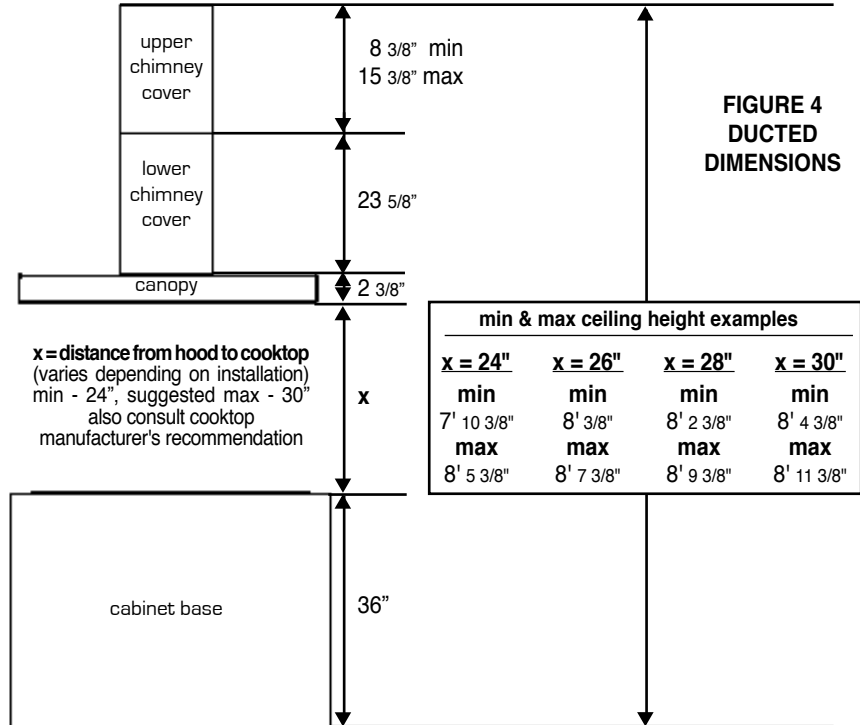 upper
chimney
cover
8 3/8" min
15 3/8" max
FIGURE 4
DUCTED
DIMENSIONS
lower
chimney
cover
23 5/8"
canopy
2 3/8"
x = distance from hood to cooktop
(varies depending on installation)
min - 24", suggested max - 30"
also consult cooktop
manufacturer's recommendation
x
min & max ceiling height examples
x = 24" x = 26" x = 28" x = 30"
min min min min
7' 10 3/8" 8' 3/8" 8' 2 3/8" 8' 4 3/8"
max max max max
8' 5 3/8" 8' 7 3/8" 8' 9 3/8" 8' 11 3/8"
cabinet base
36"